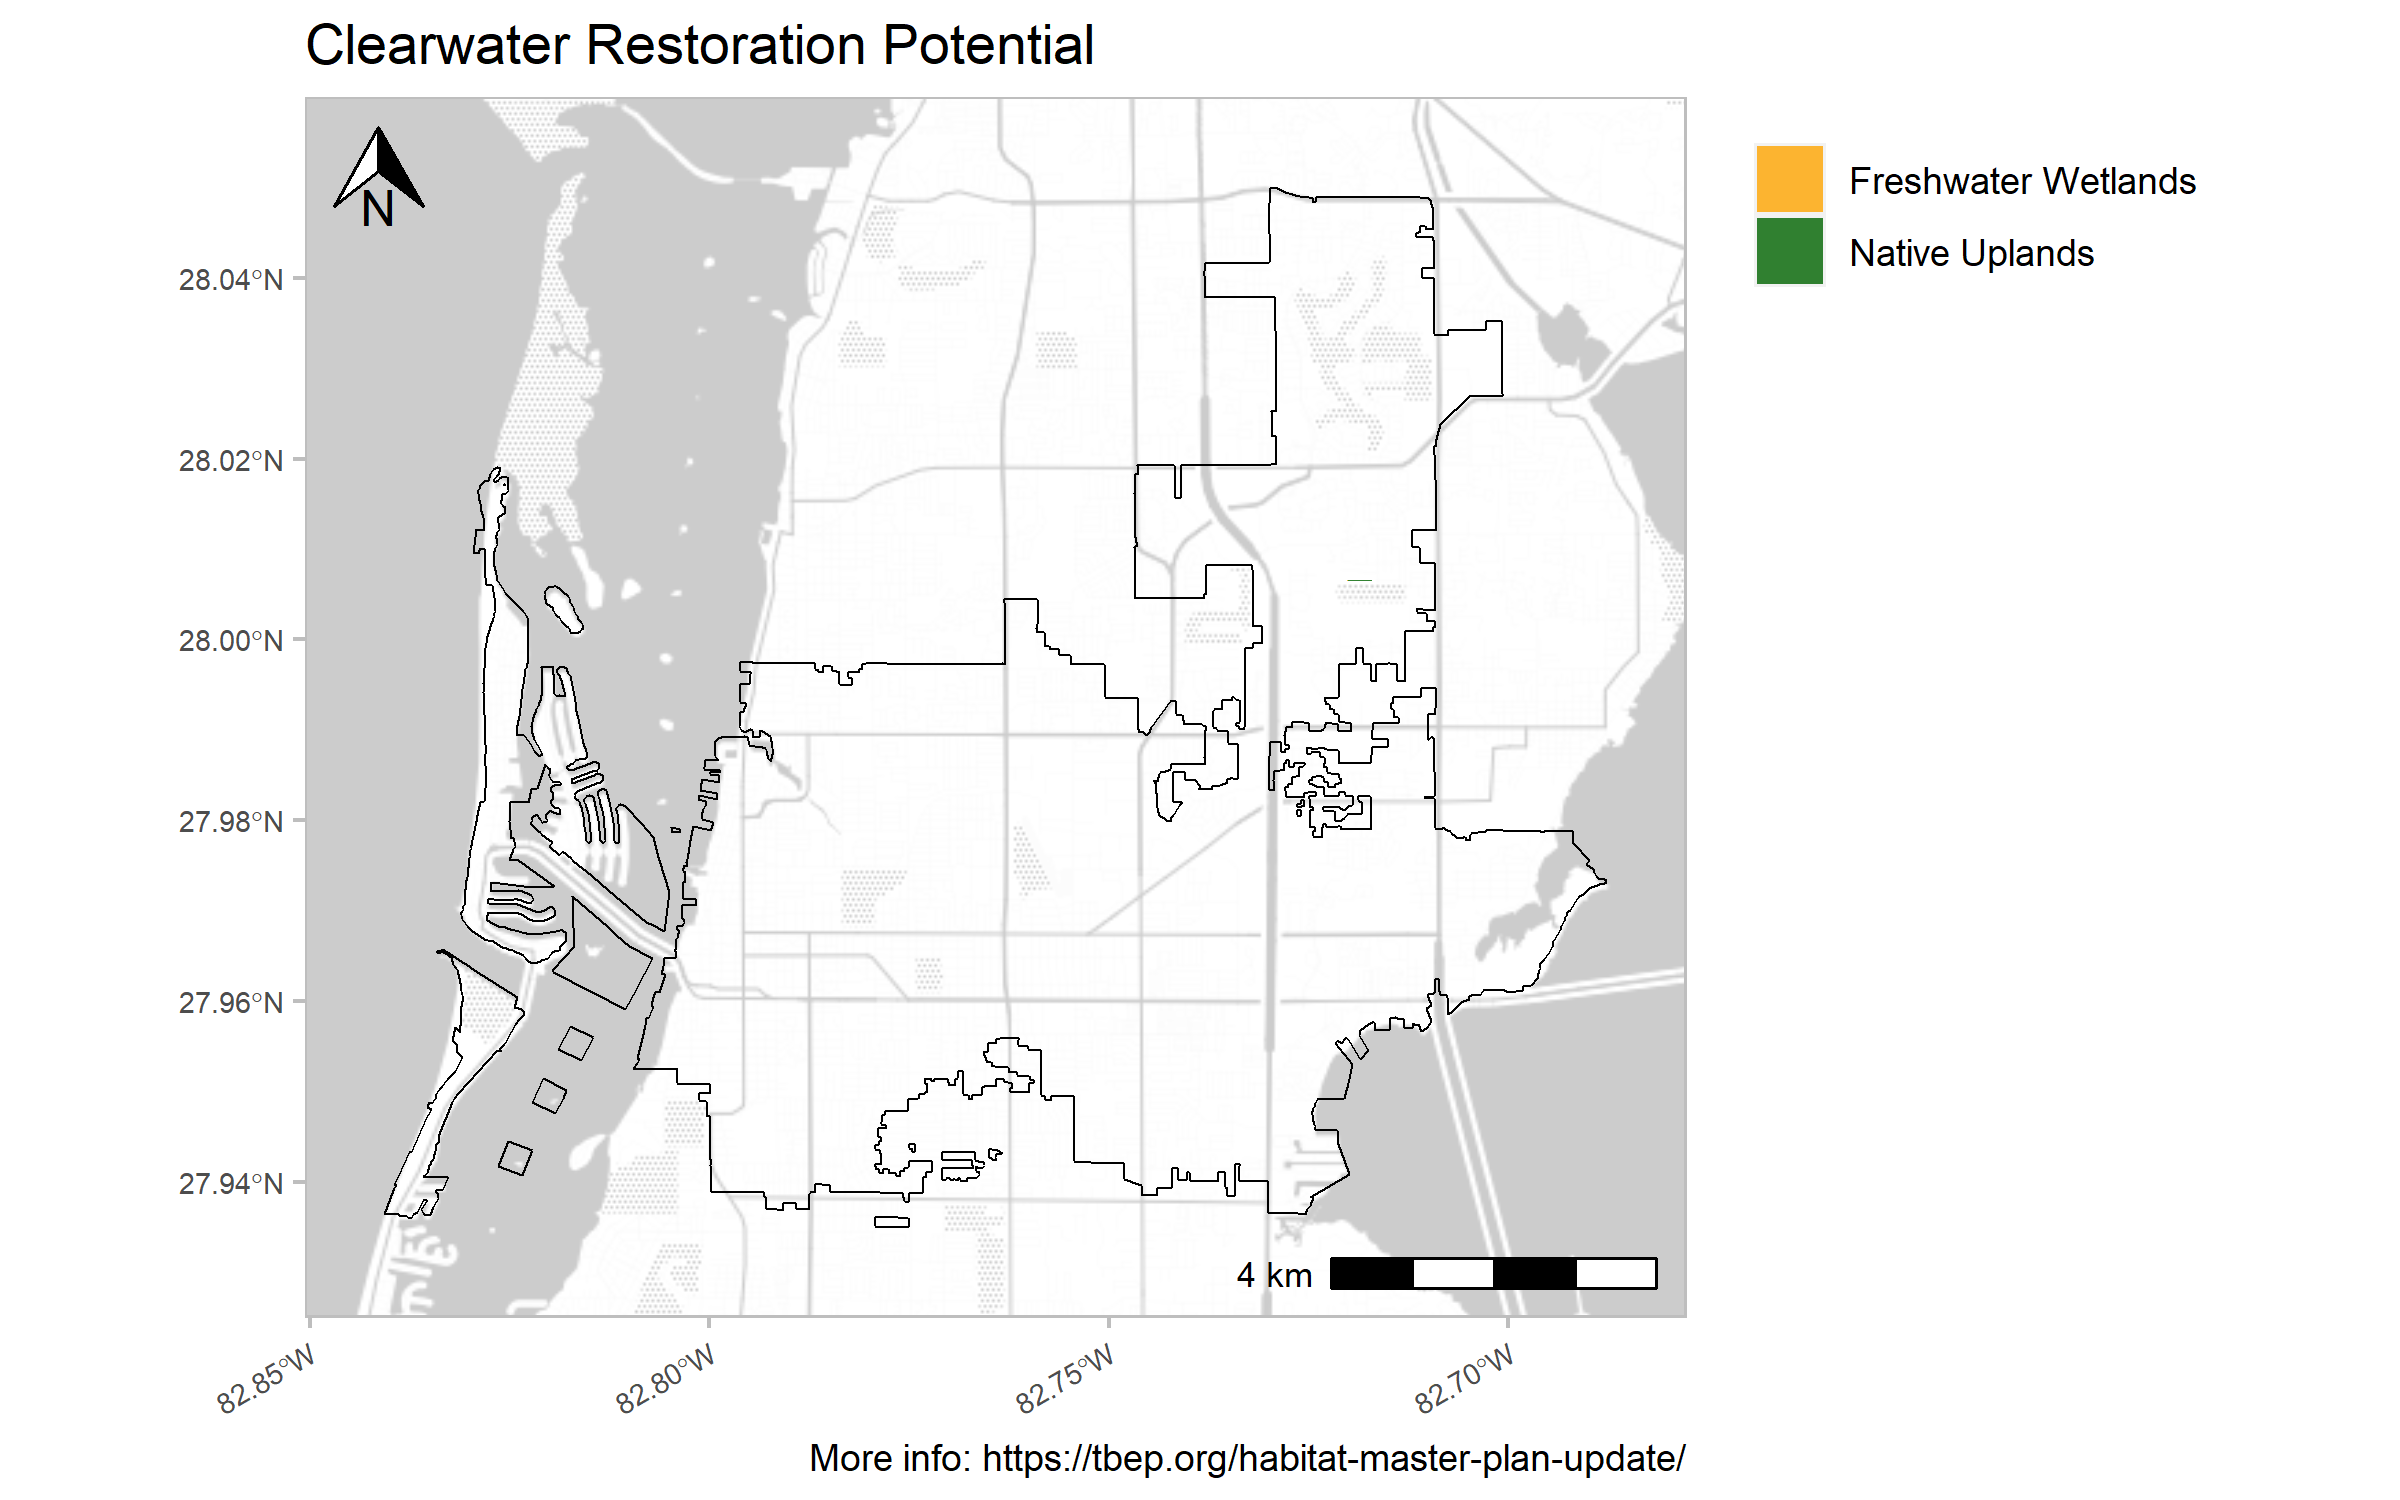 Clearwater Restoration Potential
N
Freshwater Wetlands
Native Uplands
28.04°N
28.02°N
28.00°N
27.98°N
27.96°N
27.94°N
4 km
82.85°W
82.80°W
82.75°W
82.70°W
More info: https://tbep.org/habitat-master-plan-update/